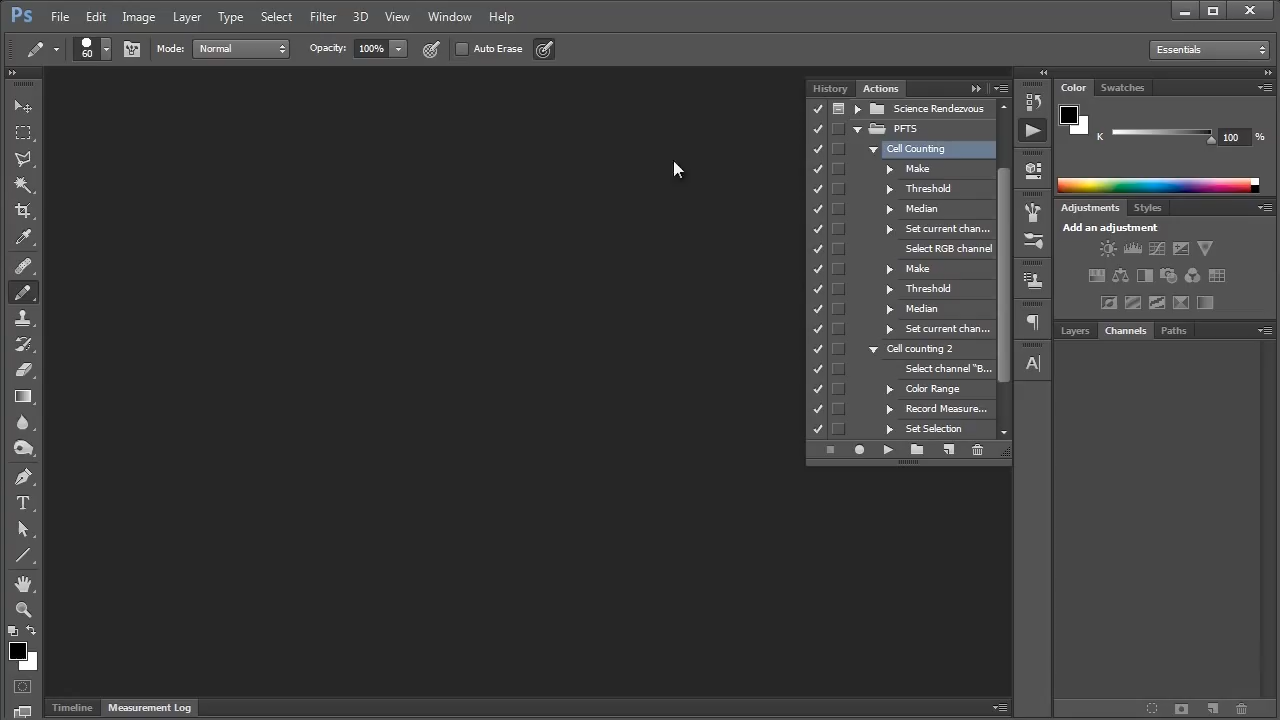 Ps File Edit Image Layer Type Select Filter 3D View Window Help
60 Mode: Normal Opacity: 100% Auto Erase Essentials
History Actions
Science Rendezvous
PFTS
Cell Counting
Make
Threshold
Median
Set current chan...
Select RGB channel
Make
Threshold
Median
Set current chan...
Cell counting 2
Select channel "B...
Color Range
Record Measure...
Set Selection
Color Swatches
K 100 %
Adjustments Styles
Add an adjustment
Layers Channels Paths
Timeline Measurement Log